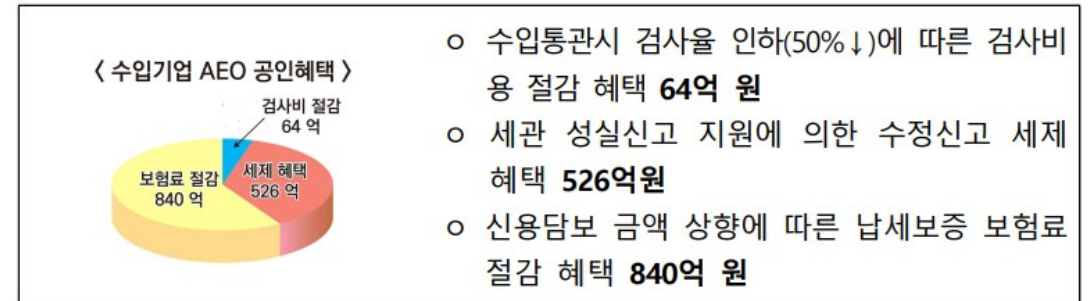 〈 수입기업 AEO 공인혜택 〉
검사비 절감
64 억
세제 혜택
526 억
보험료 절감
840 억
ㅇ 수입통관시 검사율 인하(50%↓)에 따른 검사비
용 절감 혜택 64억 원
ㅇ 세관 성실신고 지원에 의한 수정신고 세제
혜택 526억원
ㅇ 신용담보 금액 상향에 따른 납세보증 보험료
절감 혜택 840억 원